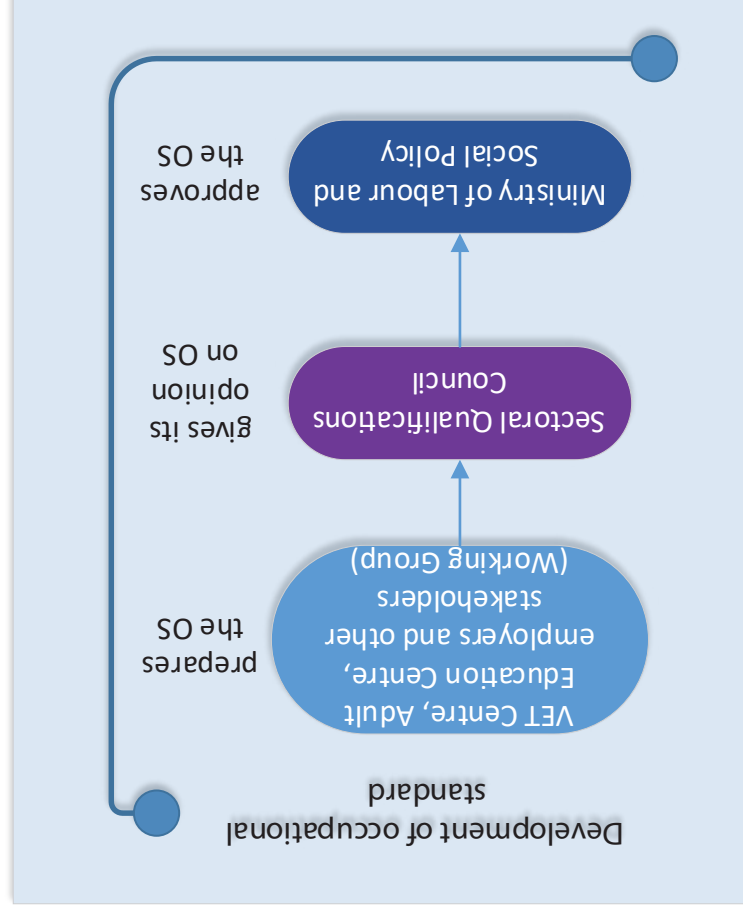 Development of occupational
standard
VET Centre, Adult
Education Centre,
employers and other
stakeholders
(Working Group)
prepares
the OS
Sectoral Qualifications
Council
gives its
opinion
on OS
Ministry of Labour and
Social Policy
approves
the OS